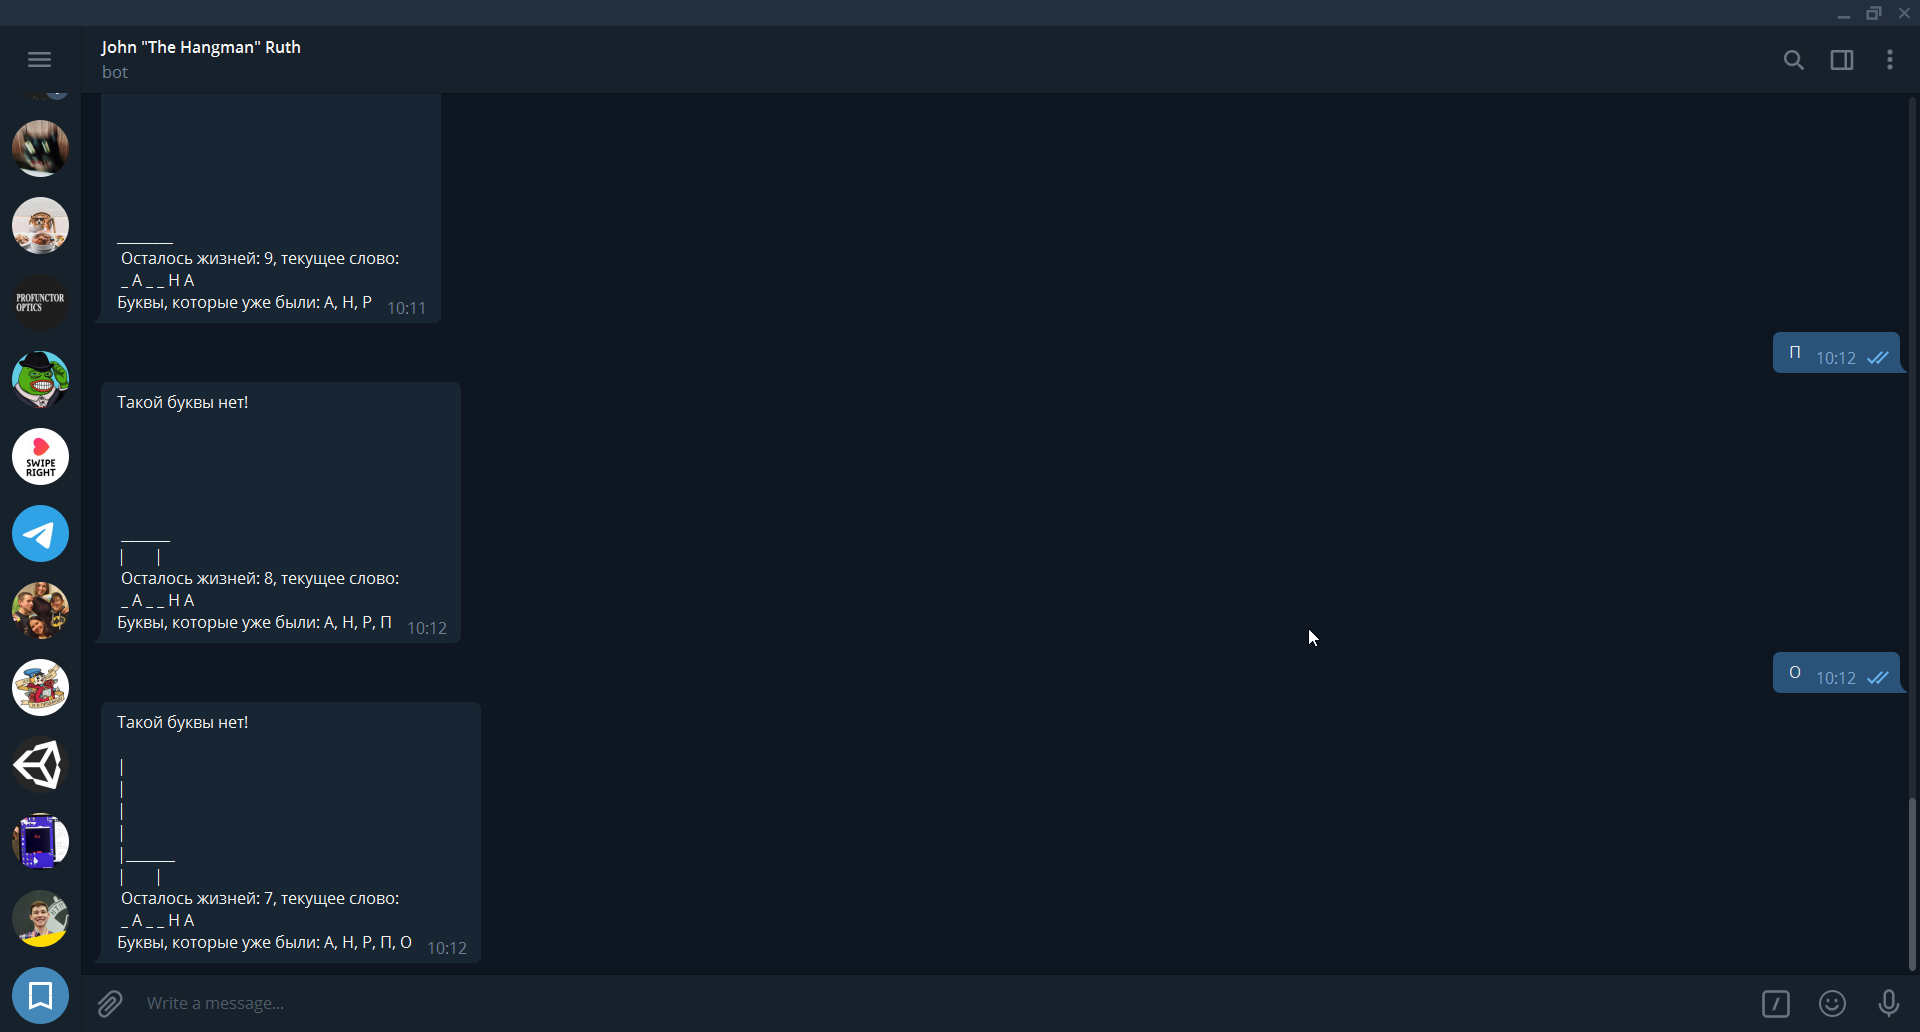 John "The Hangman" Ruth
bot
_______
Осталось жизней: 9, текущее слово:
_ А _ _ Н А
Буквы, которые уже были: А, Н, Р 10:11
П 10:12
Такой буквы нет!
______
| |
Осталось жизней: 8, текущее слово:
_ А _ _ Н А
Буквы, которые уже были: А, Н, Р, П 10:12
О 10:12
Такой буквы нет!
|
|
|
|
|______
| |
Осталось жизней: 7, текущее слово:
_ А _ _ Н А
Буквы, которые уже были: А, Н, Р, П, О 10:12
PROFUNCTOR
OPTICS
SWIPE
RIGHT
Write a message...